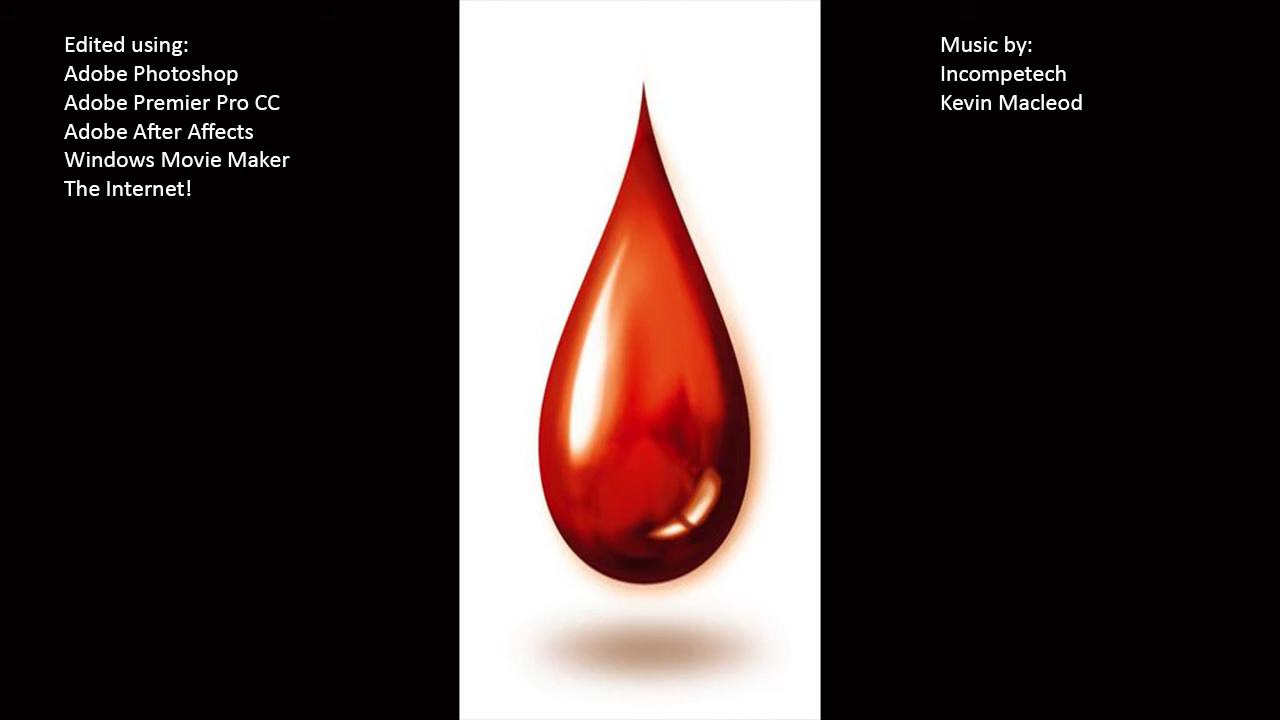 Edited using:
Adobe Photoshop
Adobe Premier Pro CC
Adobe After Affects
Windows Movie Maker
The Internet!
Music by:
Incompetech
Kevin Macleod